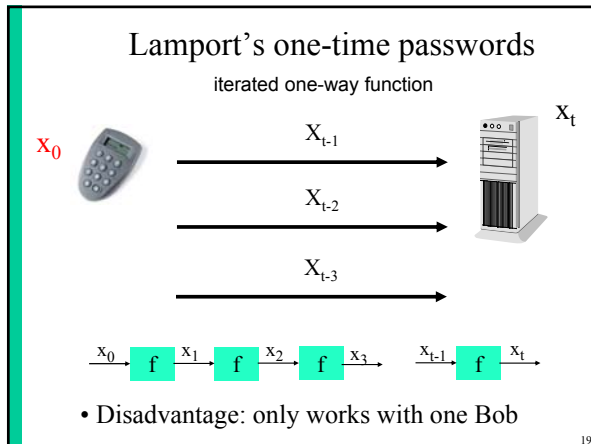 Lamport's one-time passwords
iterated one-way function
x₀
xₜ
Xₜ₋₁
Xₜ₋₂
Xₜ₋₃
x₀ f x₁ f x₂ f x₃ xₜ₋₁ f xₜ
• Disadvantage: only works with one Bob
19